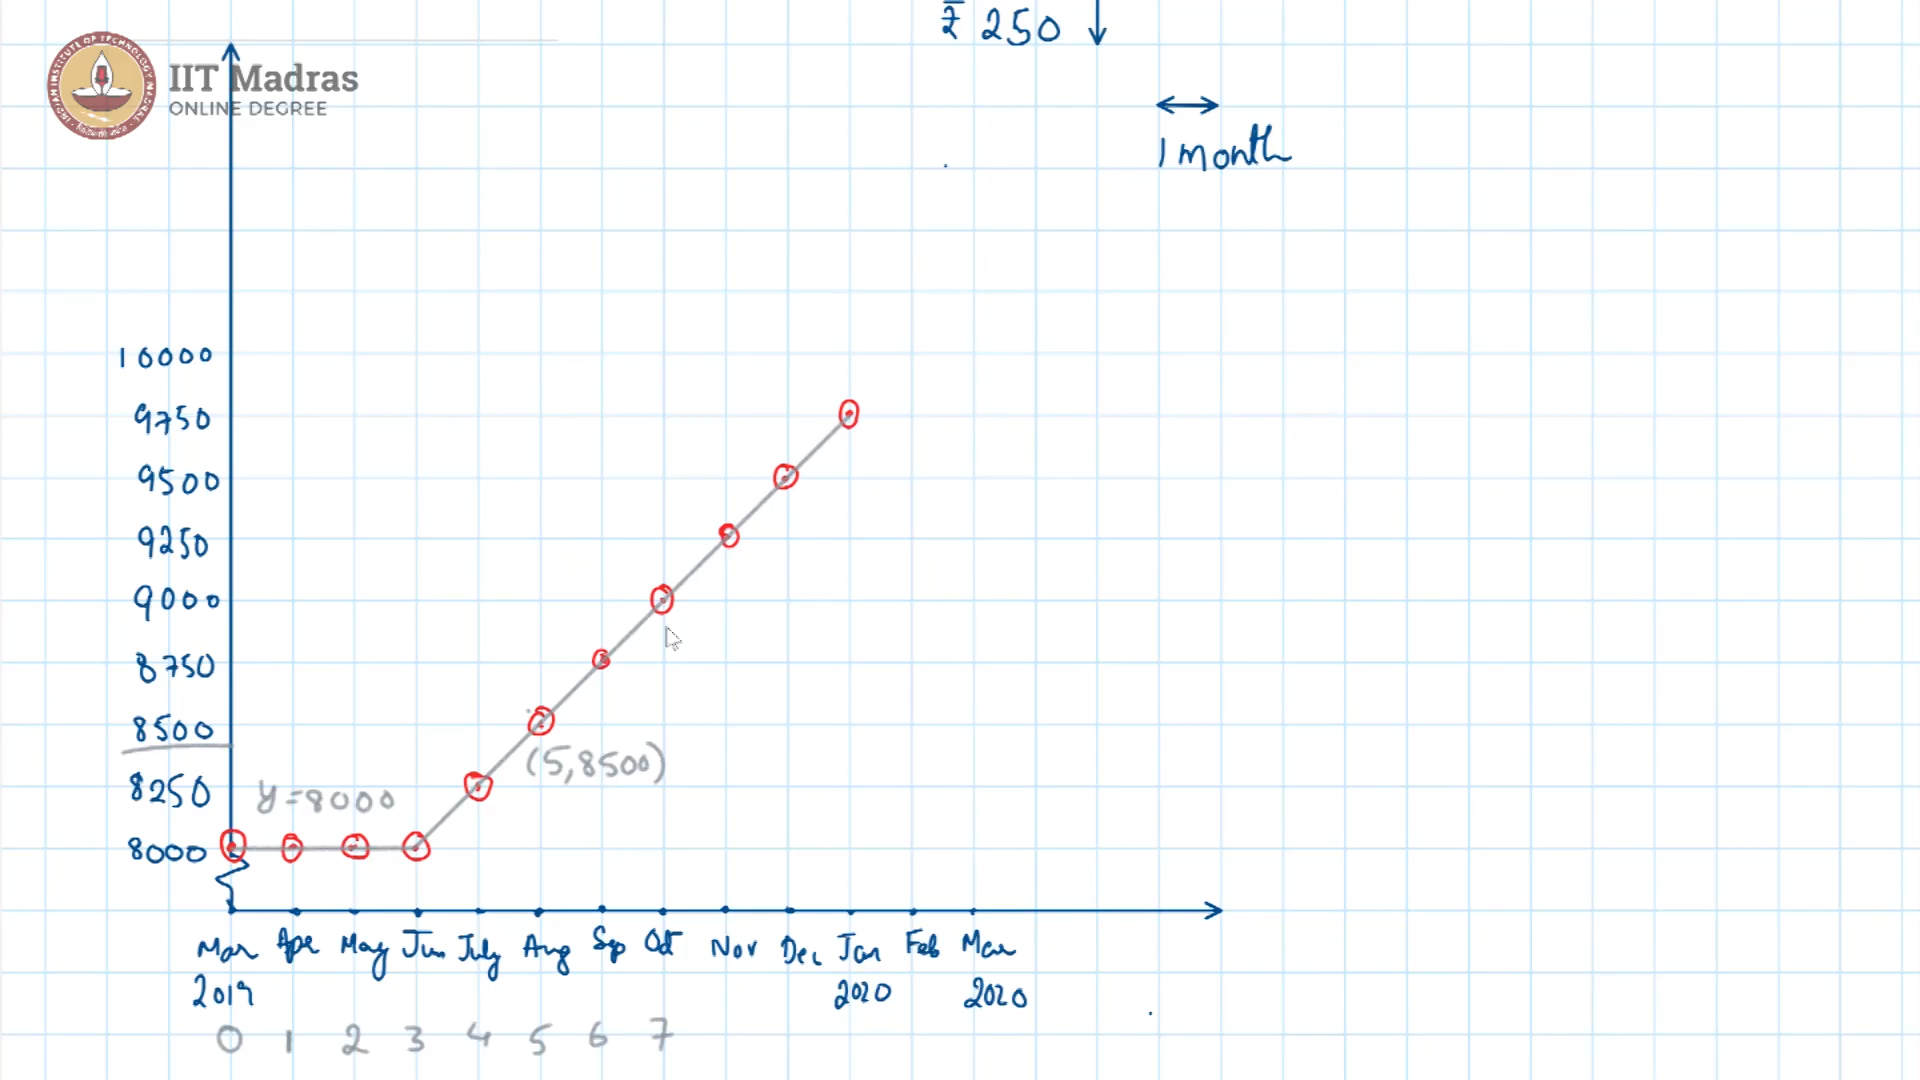 ₹ 250
IIT Madras
ONLINE DEGREE
1 month
16000
9750
9500
9250
9000
8750
8500
(5,8500)
8250
y=8000
8000
Mar Apr May Jun July Aug Sep Oct Nov Dec Jan Feb Mar
2019 2020 2020
0 1 2 3 4 5 6 7